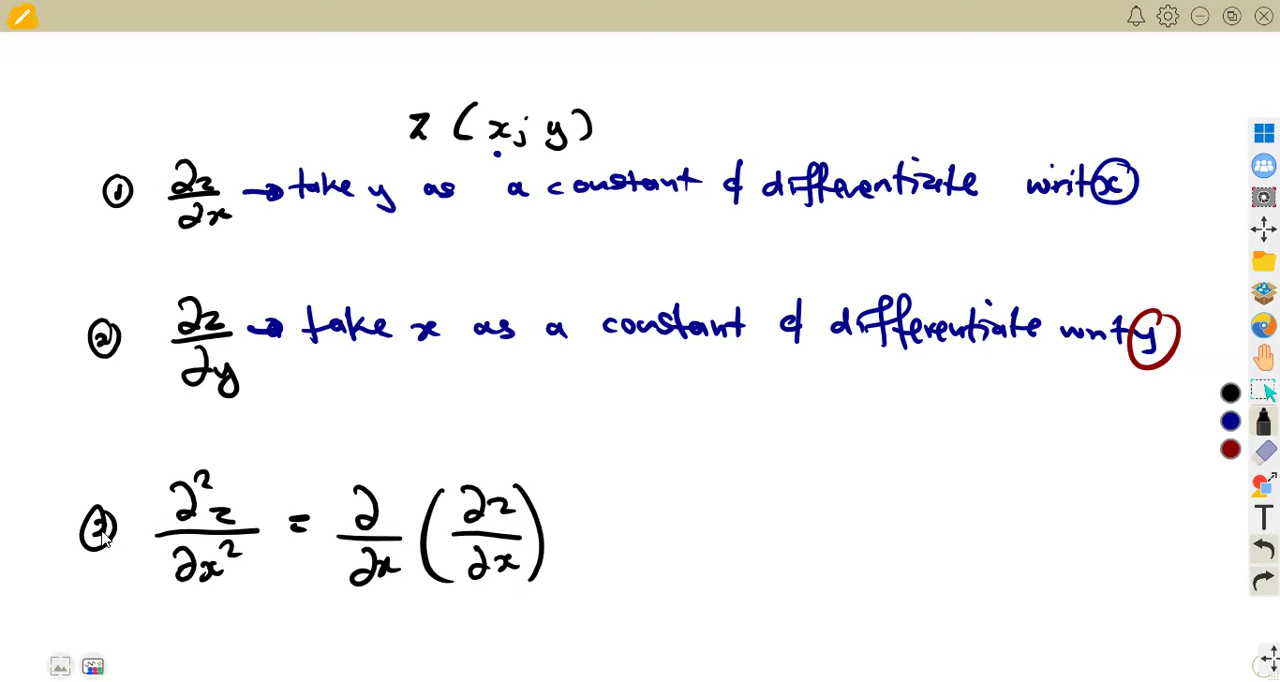 z (x; y)
① ∂z/∂x → take y as a constant & differentiate wrt x
② ∂z/∂y → take x as a constant & differentiate wrt y
③ ∂²z/∂x² = ∂/∂x (∂z/∂x)
T